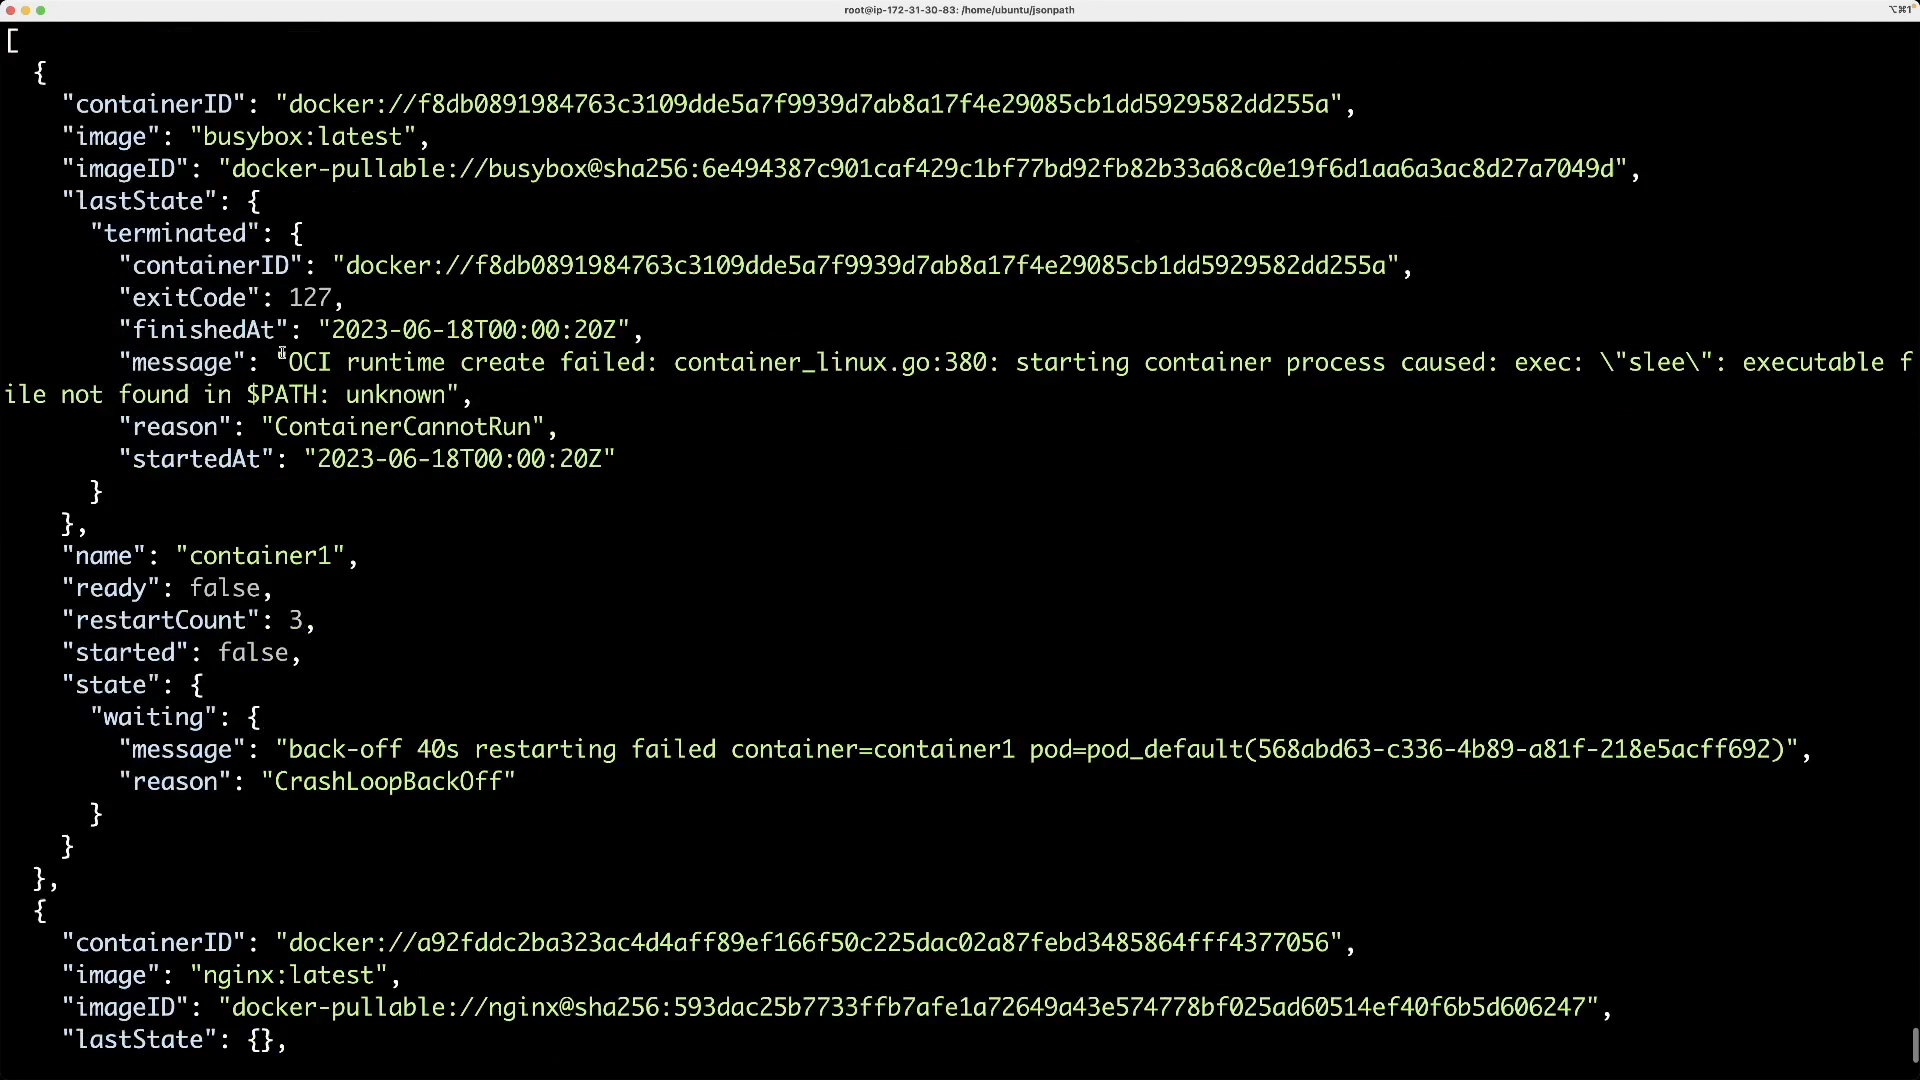 root@ip-172-31-30-83: /home/ubuntu/jsonpath
⌥⌘1
[
  {
    "containerID": "docker://f8db0891984763c3109dde5a7f9939d7ab8a17f4e29085cb1dd5929582dd255a",
    "image": "busybox:latest",
    "imageID": "docker-pullable://busybox@sha256:6e494387c901caf429c1bf77bd92fb82b33a68c0e19f6d1aa6a3ac8d27a7049d",
    "lastState": {
      "terminated": {
        "containerID": "docker://f8db0891984763c3109dde5a7f9939d7ab8a17f4e29085cb1dd5929582dd255a",
        "exitCode": 127,
        "finishedAt": "2023-06-18T00:00:20Z",
        "message": "OCI runtime create failed: container_linux.go:380: starting container process caused: exec: \"slee\": executable f
ile not found in $PATH: unknown",
        "reason": "ContainerCannotRun",
        "startedAt": "2023-06-18T00:00:20Z"
      }
    },
    "name": "container1",
    "ready": false,
    "restartCount": 3,
    "started": false,
    "state": {
      "waiting": {
        "message": "back-off 40s restarting failed container=container1 pod=pod_default(568abd63-c336-4b89-a81f-218e5acff692)",
        "reason": "CrashLoopBackOff"
      }
    }
  },
  {
    "containerID": "docker://a92fddc2ba323ac4d4aff89ef166f50c225dac02a87febd3485864fff4377056",
    "image": "nginx:latest",
    "imageID": "docker-pullable://nginx@sha256:593dac25b7733ffb7afe1a72649a43e574778bf025ad60514ef40f6b5d606247",
    "lastState": {},